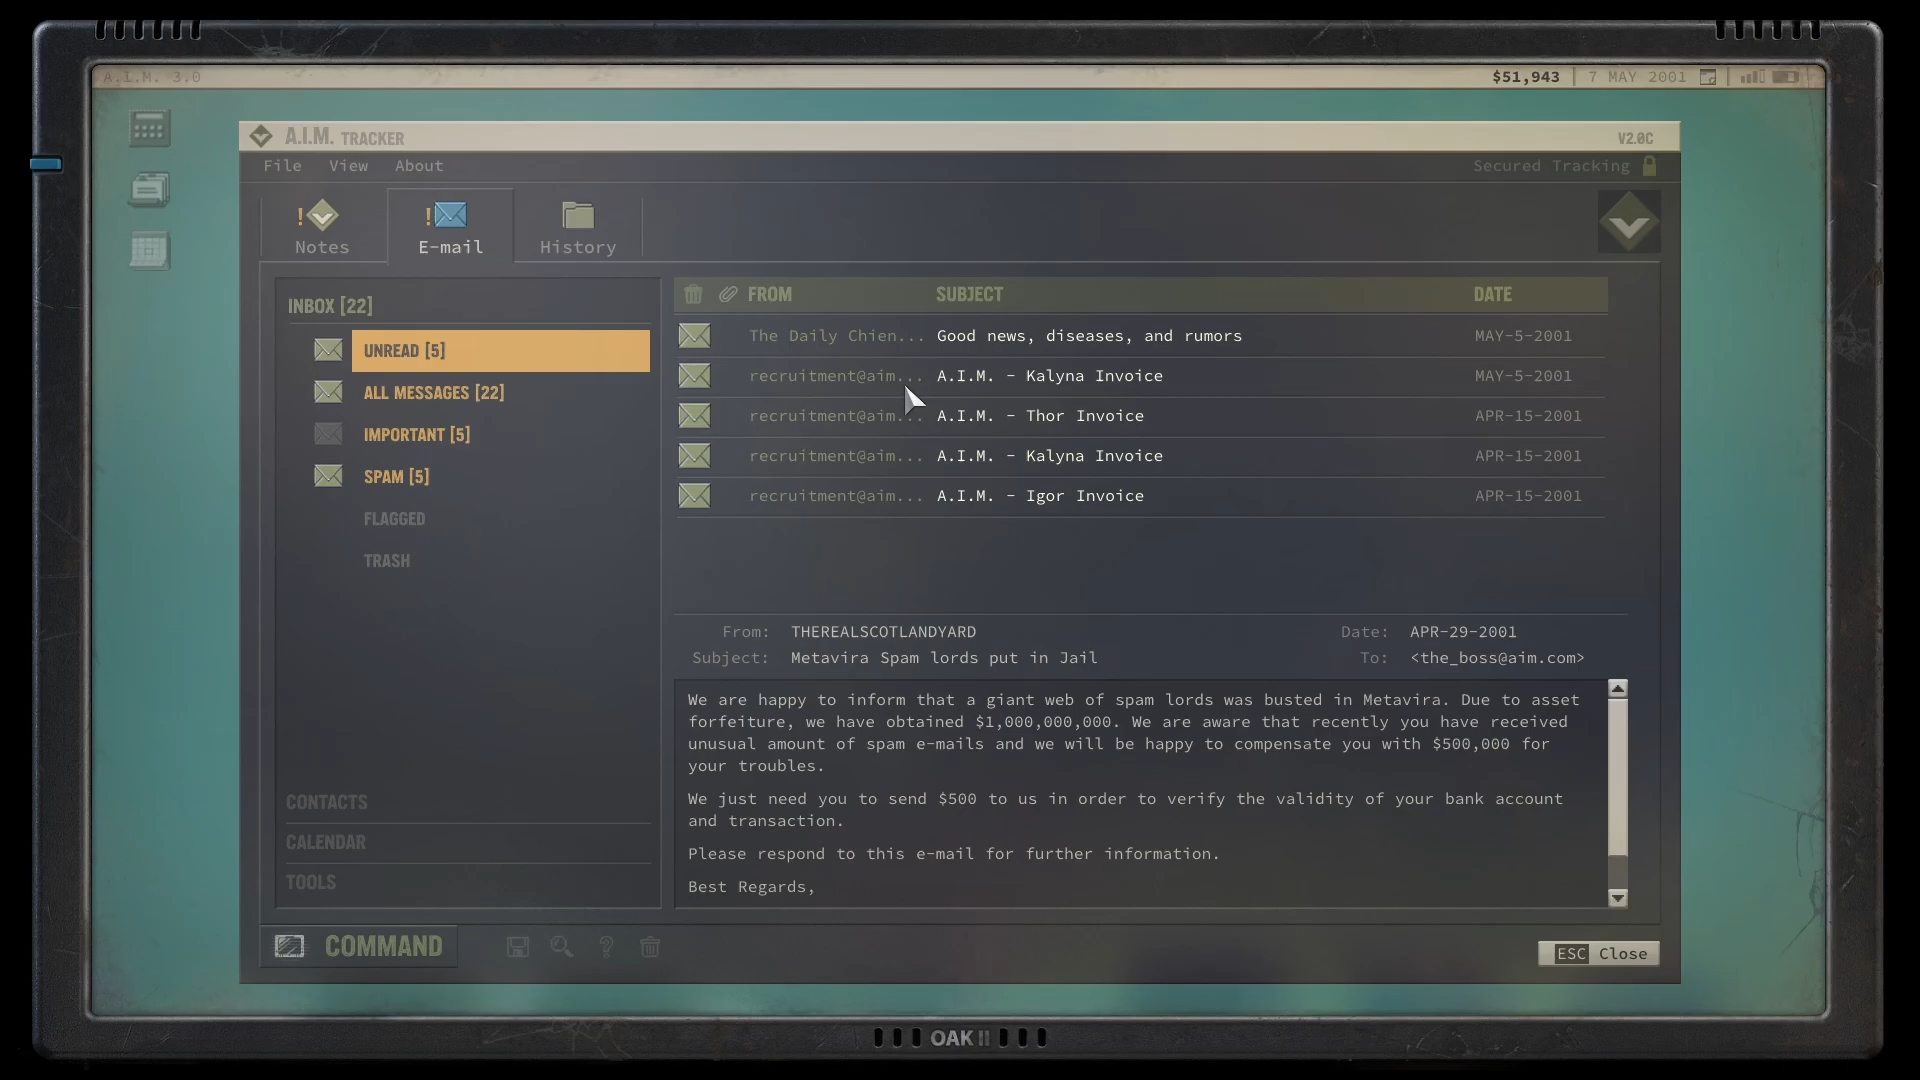 A.I.M. 3.0
$51,943 7 MAY 2001
A.I.M. TRACKER
V2.0C
File View About
Secured Tracking
! Notes
! E-mail
History
INBOX [22]
UNREAD [5]
ALL MESSAGES [22]
IMPORTANT [5]
SPAM [5]
FLAGGED
TRASH
CONTACTS
CALENDAR
TOOLS
FROM SUBJECT DATE
The Daily Chien... Good news, diseases, and rumors MAY-5-2001
recruitment@aim... A.I.M. - Kalyna Invoice MAY-5-2001
recruitment@aim... A.I.M. - Thor Invoice APR-15-2001
recruitment@aim... A.I.M. - Kalyna Invoice APR-15-2001
recruitment@aim... A.I.M. - Igor Invoice APR-15-2001
From: THEREALSCOTLANDYARD Date: APR-29-2001
Subject: Metavira Spam lords put in Jail To: <the_boss@aim.com>
We are happy to inform that a giant web of spam lords was busted in Metavira. Due to asset
forfeiture, we have obtained $1,000,000,000. We are aware that recently you have received
unusual amount of spam e-mails and we will be happy to compensate you with $500,000 for
your troubles.
We just need you to send $500 to us in order to verify the validity of your bank account
and transaction.
Please respond to this e-mail for further information.
Best Regards,
COMMAND
?
ESC Close
OAK II